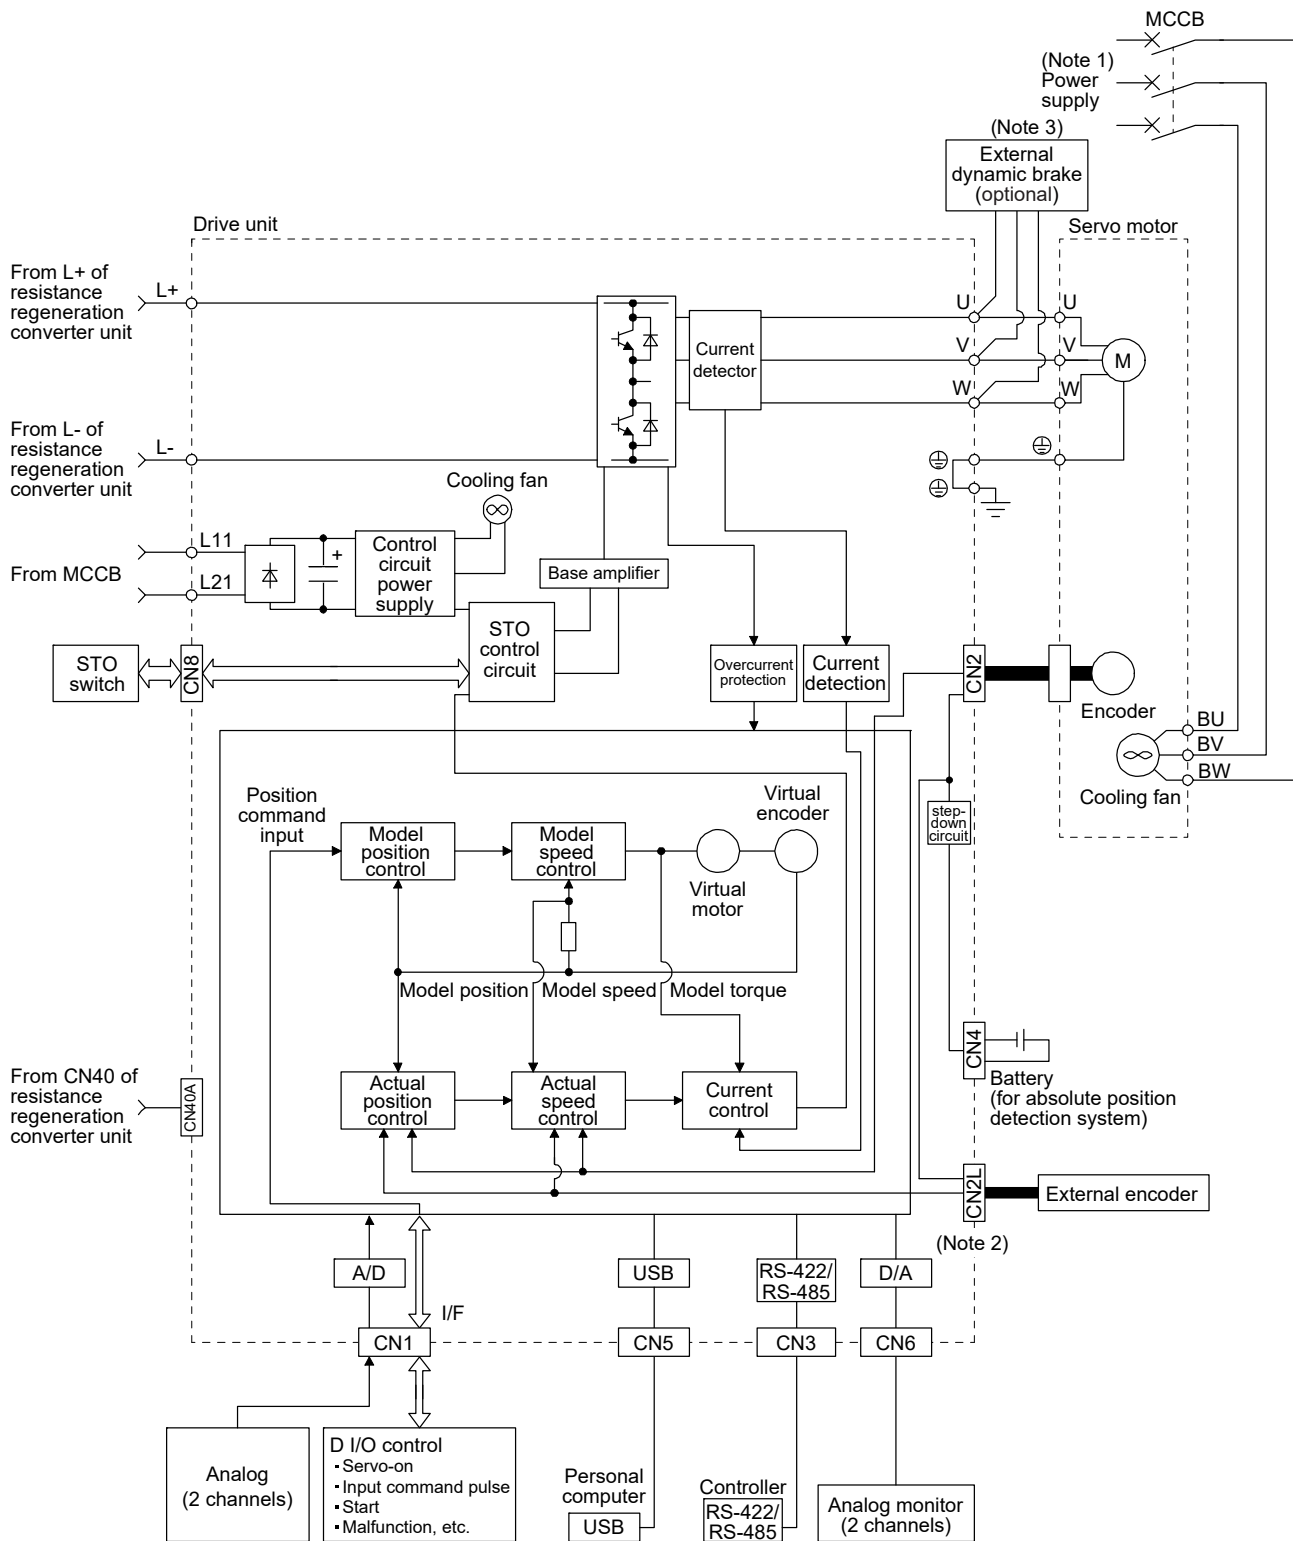 MCCB
(Note 1)
Power
supply
(Note 3)
External
dynamic brake
(optional)
Drive unit
Servo motor
From L+ of
resistance
regeneration
converter unit
L+
U
U
V
V
W
W
Current
detector
M
From L- of
resistance
regeneration
converter unit
L-
Cooling fan
From MCCB
L11
L21
+
Control
circuit
power
supply
Base amplifier
STO
switch
CN8
STO
control
circuit
Overcurrent
protection
Current
detection
CN2
Encoder
BU
BV
BW
Cooling fan
step-
down
circuit
Position
command
input
Model
position
control
Model
speed
control
Virtual
motor
Virtual
encoder
Model position
Model speed
Model torque
From CN40 of
resistance
regeneration
converter unit
CN40A
Actual
position
control
Actual
speed
control
Current
control
CN4
Battery
(for absolute position
detection system)
CN2L
External encoder
(Note 2)
A/D
I/F
USB
RS-422/
RS-485
D/A
CN1
CN5
CN3
CN6
Analog
(2 channels)
D I/O control
▪Servo-on
▪Input command pulse
▪Start
▪Malfunction, etc.
Personal
computer
USB
Controller
RS-422/
RS-485
Analog monitor
(2 channels)